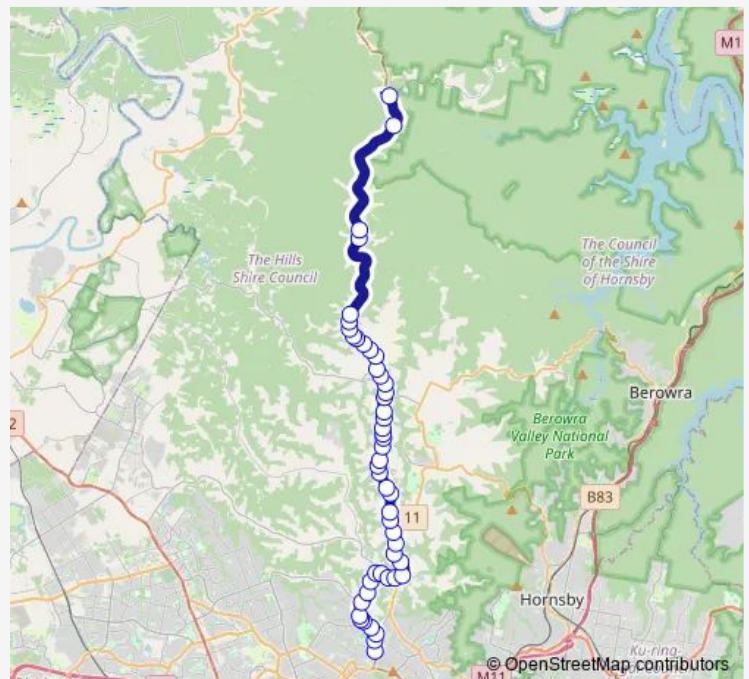 M1
The Hills
Shire Council
The Council
of the Shire
of Hornsby
Berowra
Berowra
Valley National
Park
2
B83
11
Hornsby
Ku-ring-
M11
© OpenStreetMap contributors